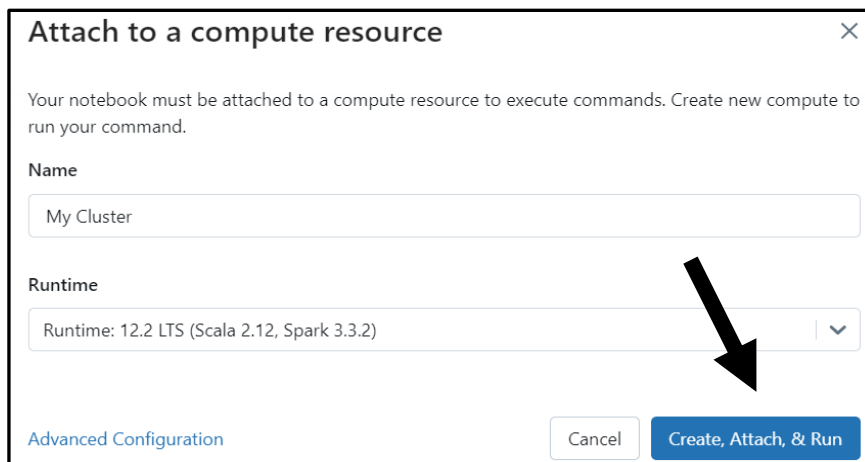 Attach to a compute resource
Your notebook must be attached to a compute resource to execute commands. Create new compute to
run your command.
Name
My Cluster
Runtime
Runtime: 12.2 LTS (Scala 2.12, Spark 3.3.2)
Advanced Configuration
Cancel
Create, Attach, & Run